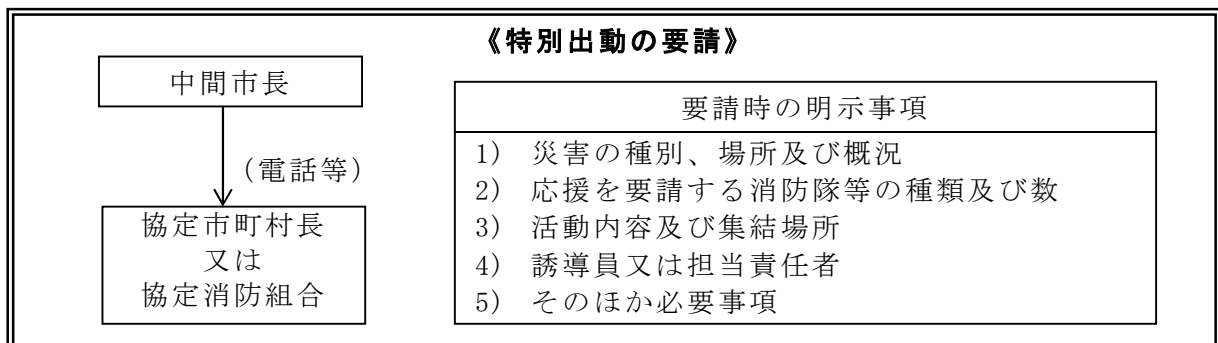 《特別出動の要請》
中間市長
(電話等)
協定市町村長
又は
協定消防組合
要請時の明示事項
1) 災害の種別、場所及び概況
2) 応援を要請する消防隊等の種類及び数
3) 活動内容及び集結場所
4) 誘導員又は担当責任者
5) そのほか必要事項